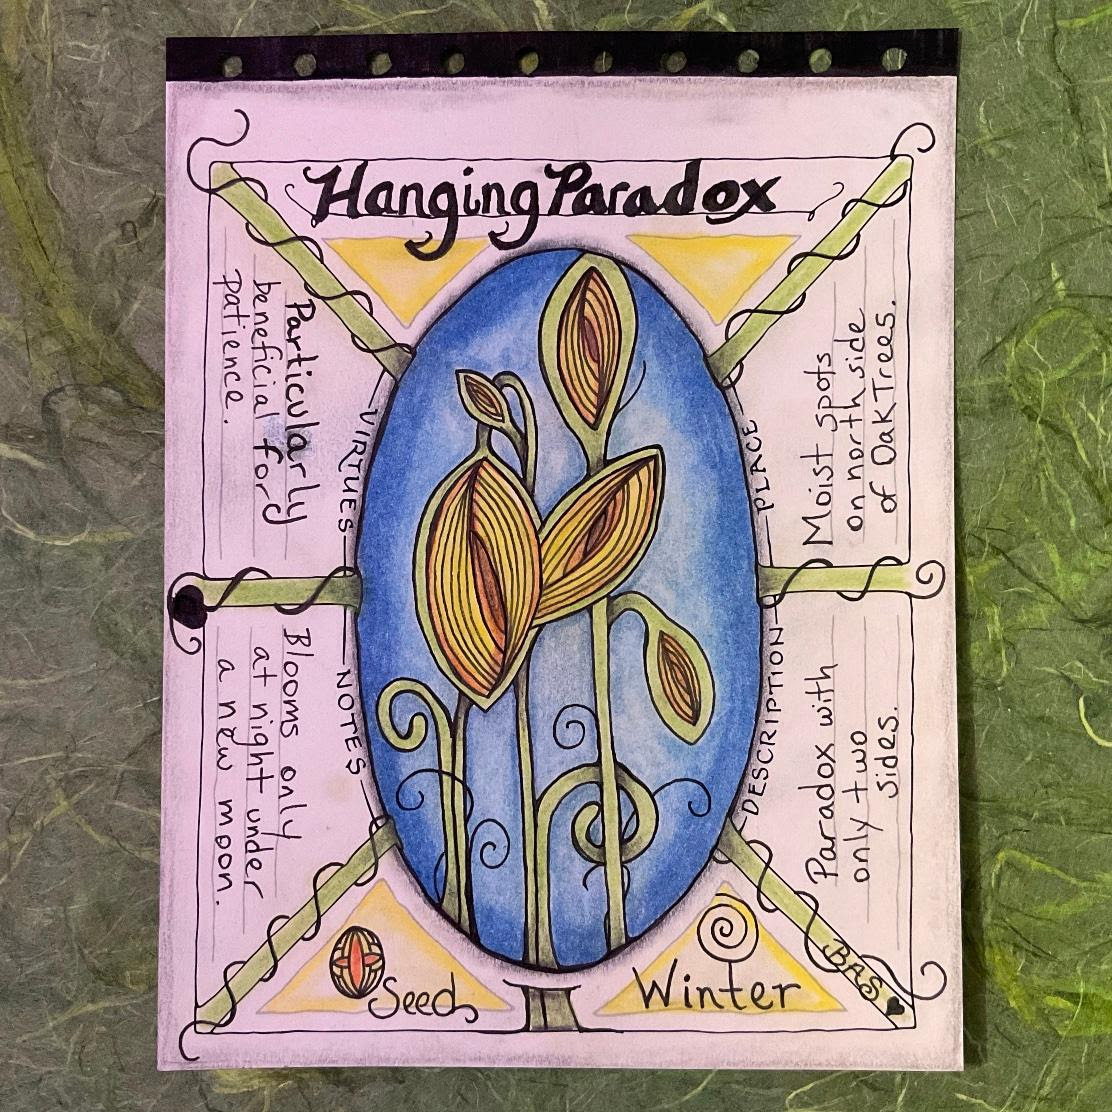 Hanging Paradox
VIRTUES
Particularly
beneficial for
patience.
PLACE
Moist spots
on north side
of Oak Trees.
NOTES
Blooms only
at night under
a new moon.
DESCRIPTION
Paradox with
only two
sides.
Seed
Winter
BAS